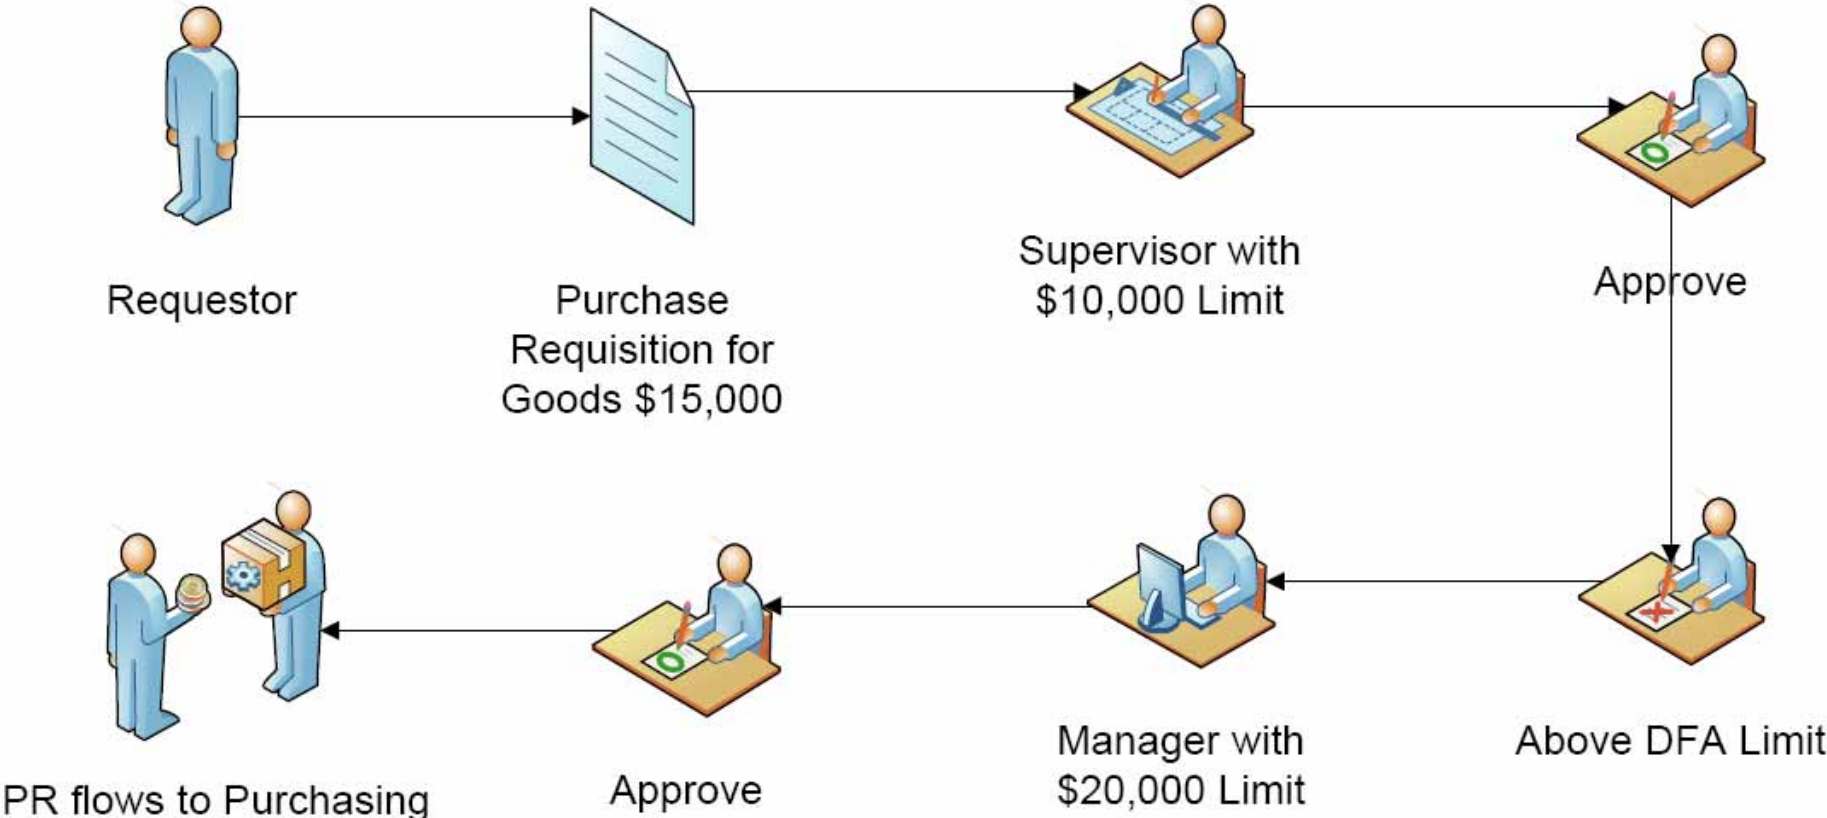 Requestor
Purchase
Requisition for
Goods $15,000
Supervisor with
$10,000 Limit
Approve
PR flows to Purchasing
Approve
Manager with
$20,000 Limit
Above DFA Limit